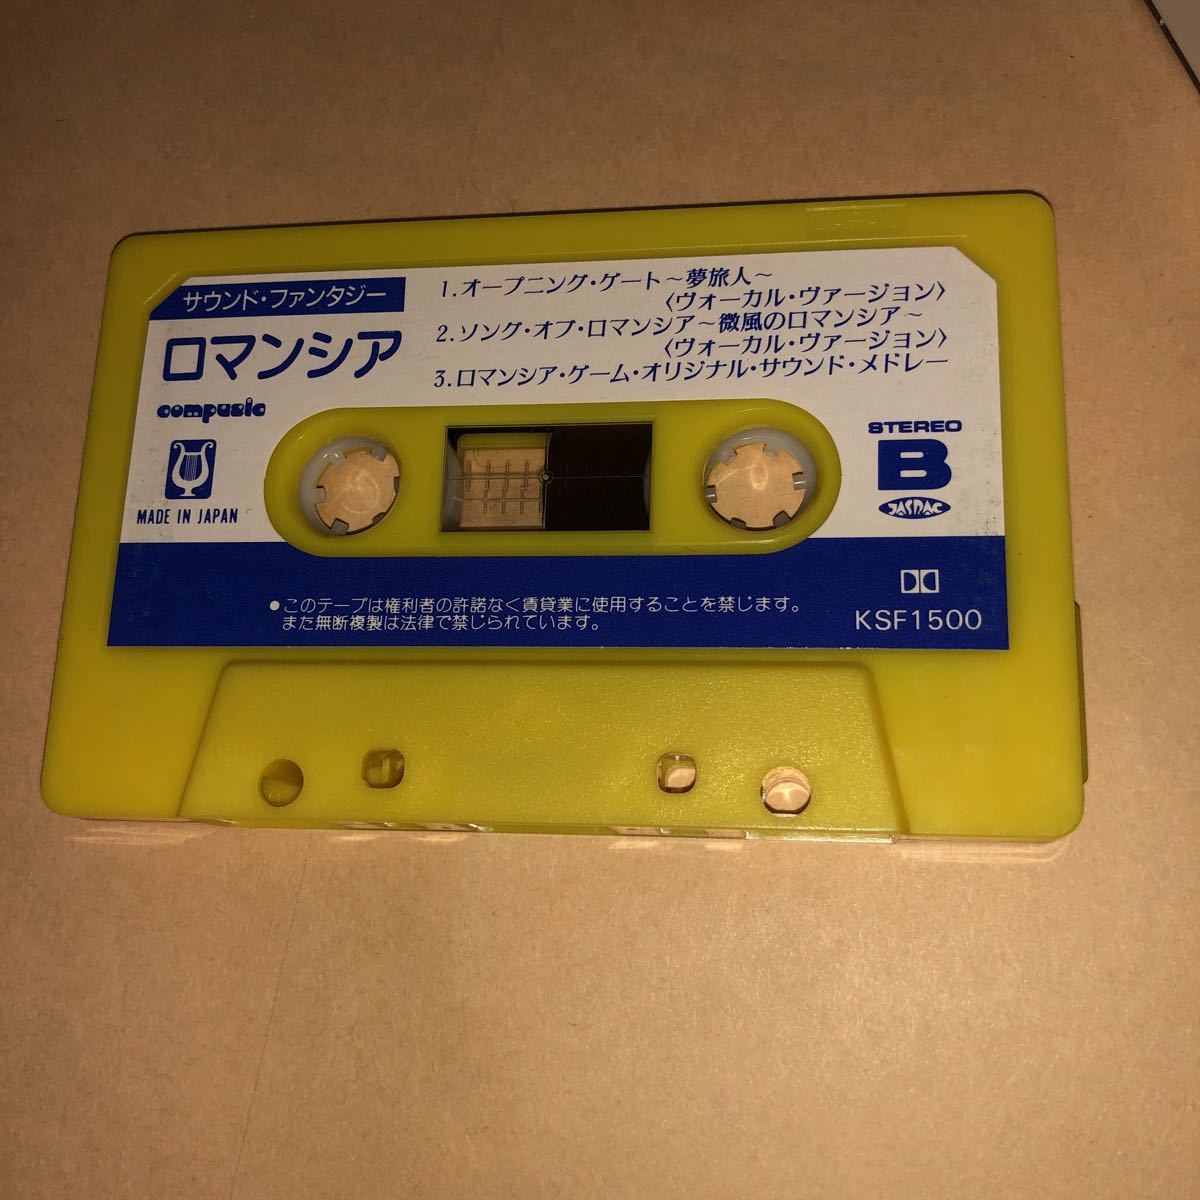 サウンド・ファンタジー
ロマンシア
compusic
MADE IN JAPAN
1.オープニング・ゲート～夢旅人～
〈ヴォーカル・ヴァージョン〉
2.ソング・オブ・ロマンシア～微風のロマンシア～
〈ヴォーカル・ヴァージョン〉
3.ロマンシア・ゲーム・オリジナル・サウンド・メドレー
STEREO
B
JASRAC
●このテープは権利者の許諾なく賃貸業に使用することを禁じます。
また無断複製は法律で禁じられています。
KSF1500